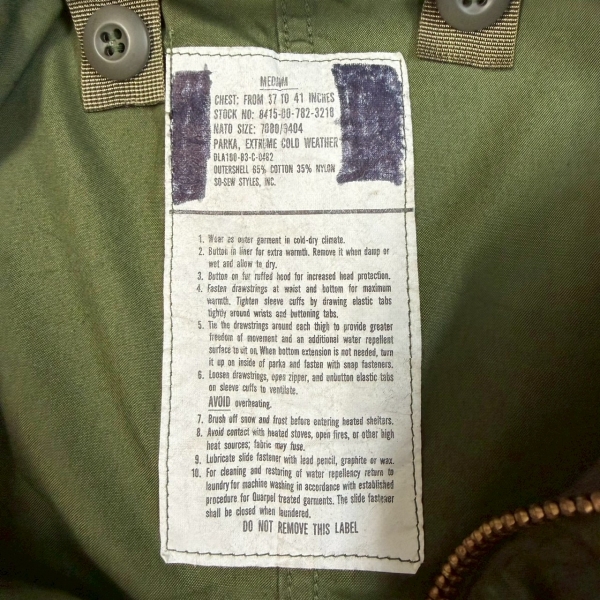 MEDIUM
CHEST: FROM 37 TO 41 INCHES
STOCK NO: 8415-00-782-3218
NATO SIZE: 7080/9404
PARKA, EXTREME COLD WEATHER
DLA100-83-C-0482
OUTERSHELL 65% COTTON 35% NYLON
SO-SEW STYLES, INC.
1. Wear as outer garment in cold-dry climate.
2. Button in liner for extra warmth. Remove it when damp or
wet and allow to dry.
3. Button on fur ruffed hood for increased head protection.
4. Fasten drawstrings at waist and bottom for maximum
warmth. Tighten sleeve cuffs by drawing elastic tabs
tightly around wrists and buttoning tabs.
5. Tie the drawstrings around each thigh to provide greater
freedom of movement and an additional water repellent
surface to sit on. When bottom extension is not needed, turn
it up on inside of parka and fasten with snap fasteners.
6. Loosen drawstrings, open zipper, and unbutton elastic tabs
on sleeve cuffs to ventilate.
AVOID overheating.
7. Brush off snow and frost before entering heated shelters.
8. Avoid contact with heated stoves, open fires, or other high
heat sources; fabric may fuse.
9. Lubricate slide fastener with lead pencil, graphite or wax.
10. For cleaning and restoring of water repellency return to
laundry for machine washing in accordance with established
procedure for Quarpel treated garments. The slide fastener
shall be closed when laundered.
DO NOT REMOVE THIS LABEL